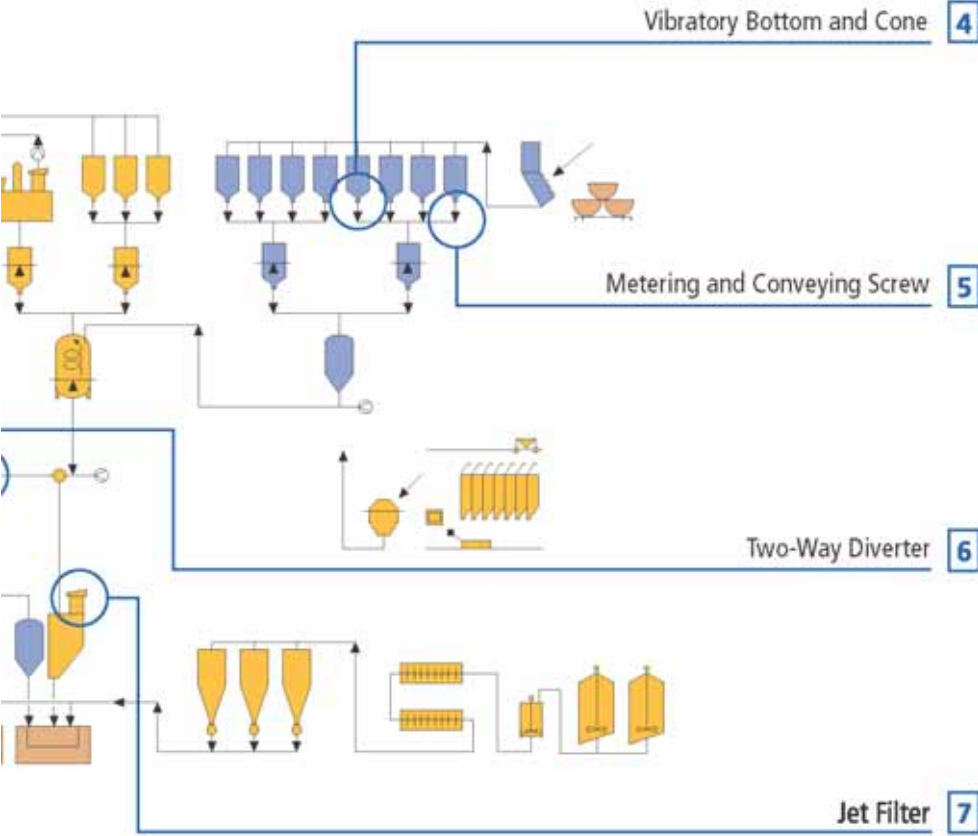 Vibratory Bottom and Cone 4
Metering and Conveying Screw 5
Two-Way Diverter 6
Jet Filter 7